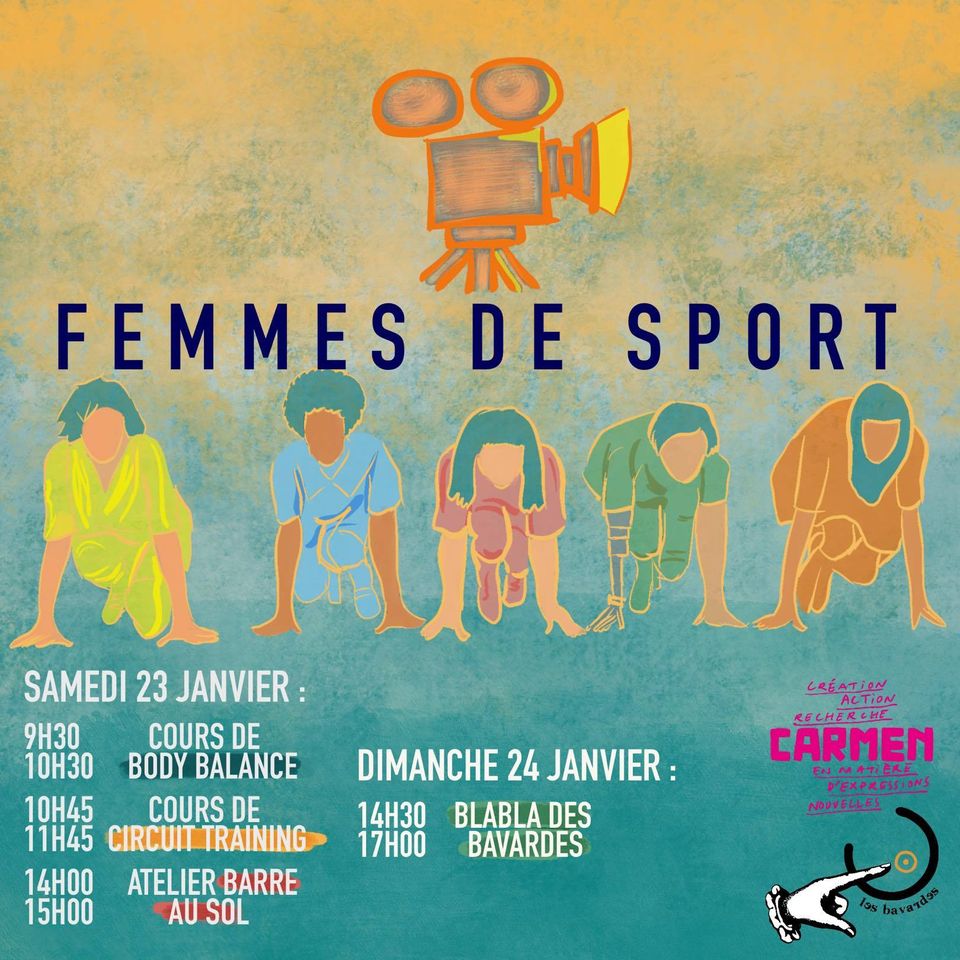 FEMMES DE SPORT
SAMEDI 23 JANVIER :
9H30 COURS DE
10H30 BODY BALANCE
10H45 COURS DE
11H45 CIRCUIT TRAINING
14H00 ATELIER BARRE
15H00 AU SOL
DIMANCHE 24 JANVIER :
14H30 BLABLA DES
17H00 BAVARDES
CRÉATION
ACTION
RECHERCHE
CARMEN
EN MATIÈRE
D'EXPRESSIONS
NOUVELLES
les bavardes